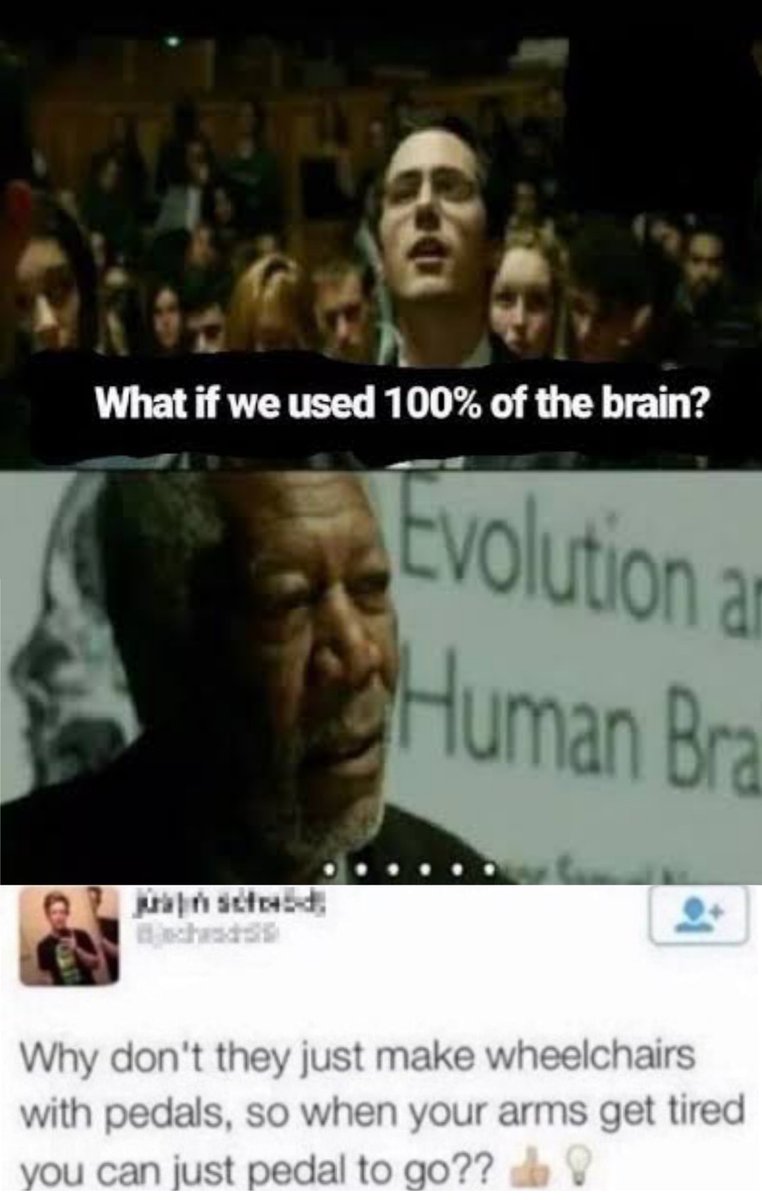 What if we used 100% of the brain?
Evolution
Human
Why don't they just make wheelchairs
with pedals, so when your arms get tired
you can just pedal to go?? 👍💡